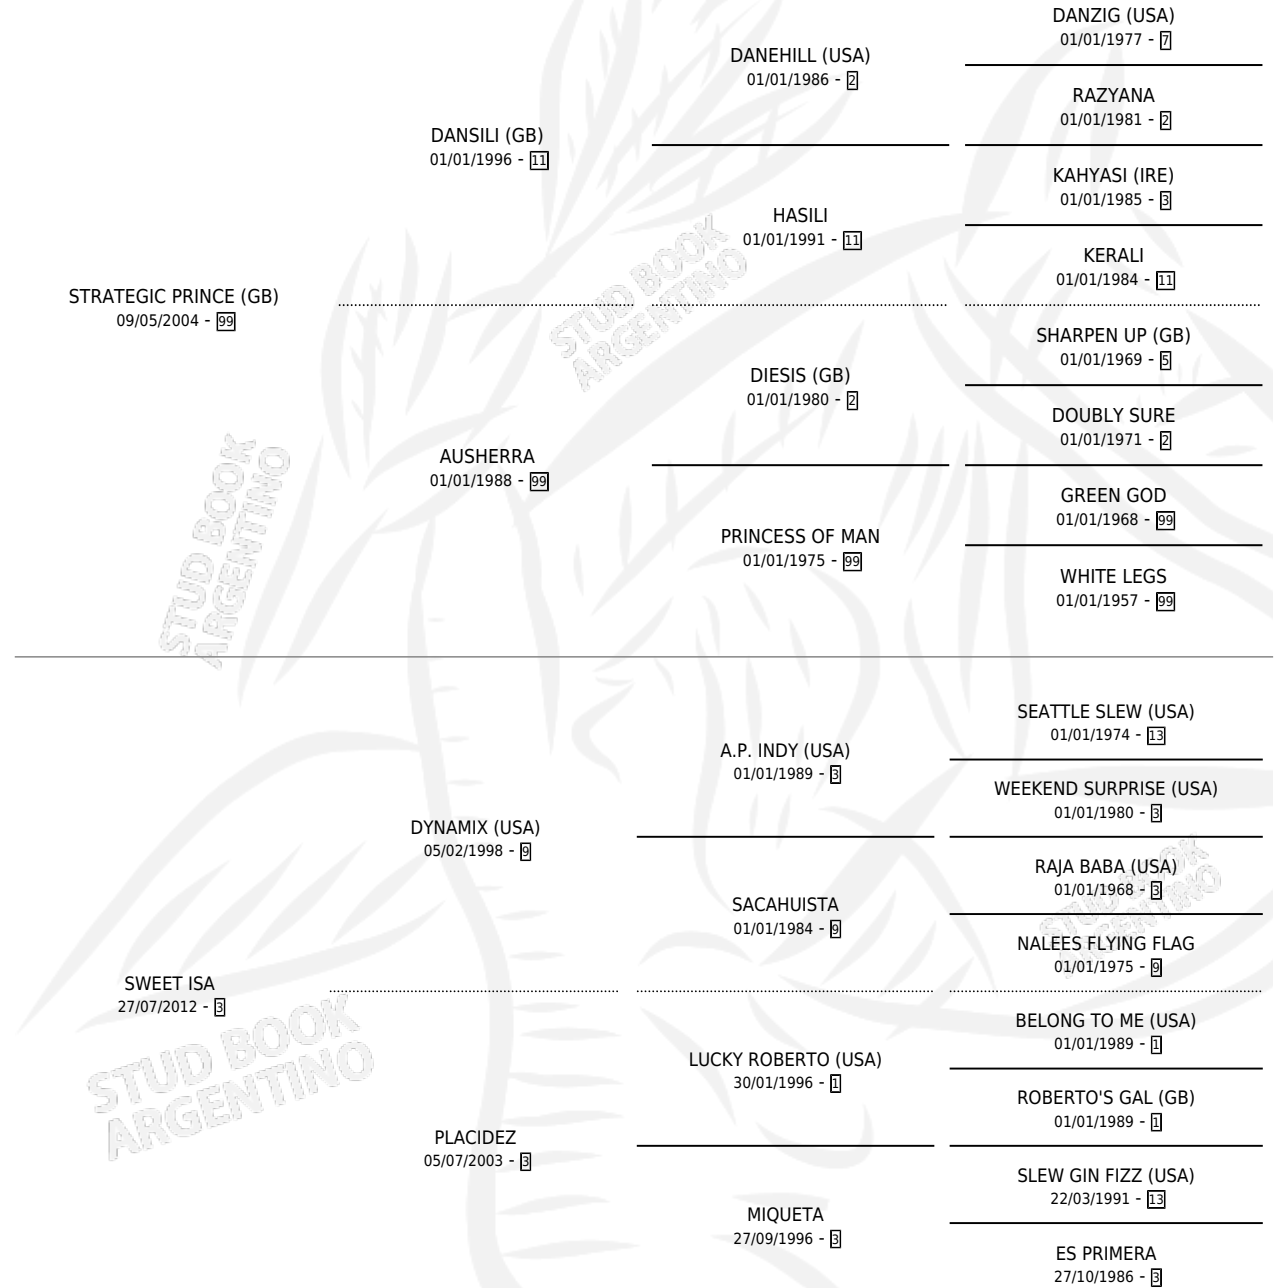 DANZIG (USA)
01/01/1977 - 7
DANEHILL (USA)
01/01/1986 - 2
RAZYANA
01/01/1981 - 2
DANSILI (GB)
01/01/1996 - 11
KAHYASI (IRE)
01/01/1985 - 3
HASILI
01/01/1991 - 11
KERALI
01/01/1984 - 11
STRATEGIC PRINCE (GB)
09/05/2004 - 99
SHARPEN UP (GB)
01/01/1969 - 5
DIESIS (GB)
01/01/1980 - 2
DOUBLY SURE
01/01/1971 - 2
AUSHERRA
01/01/1988 - 99
GREEN GOD
01/01/1968 - 99
PRINCESS OF MAN
01/01/1975 - 99
WHITE LEGS
01/01/1957 - 99
STUD BOOK
ARGENTINO
STUD BOOK
ARGENTINO
SEATTLE SLEW (USA)
01/01/1974 - 13
A.P. INDY (USA)
01/01/1989 - 3
WEEKEND SURPRISE (USA)
01/01/1980 - 3
DYNAMIX (USA)
05/02/1998 - 9
RAJA BABA (USA)
01/01/1968 - 3
SACAHUISTA
01/01/1984 - 9
NALEES FLYING FLAG
01/01/1975 - 9
SWEET ISA
27/07/2012 - 3
BELONG TO ME (USA)
01/01/1989 - 1
LUCKY ROBERTO (USA)
30/01/1996 - 1
ROBERTO'S GAL (GB)
01/01/1989 - 1
PLACIDEZ
05/07/2003 - 3
SLEW GIN FIZZ (USA)
22/03/1991 - 13
MIQUETA
27/09/1996 - 3
ES PRIMERA
27/10/1986 - 3
STUD BOOK
ARGENTINO
STUD BOOK
ARGENTINO